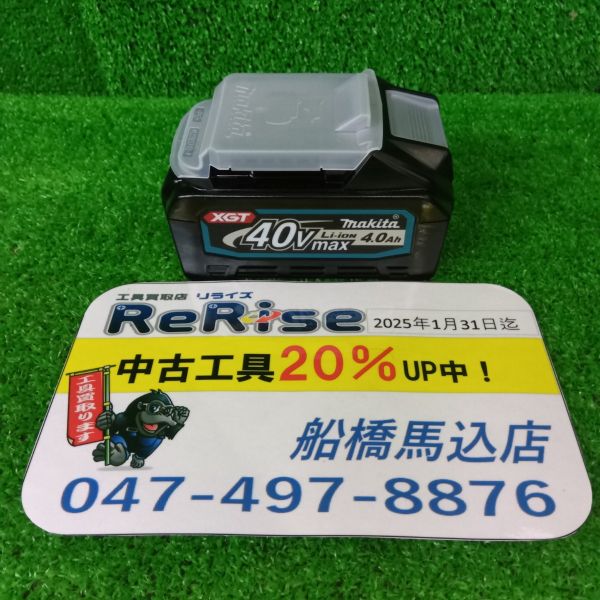 makita
XGT
40Vmax
Li-ion 4.0Ah
makita®
工具買取店 リライズ
ReRise
2025年1月31日迄
中古工具20%UP中！
工具買取ります
船橋馬込店
047-497-8876